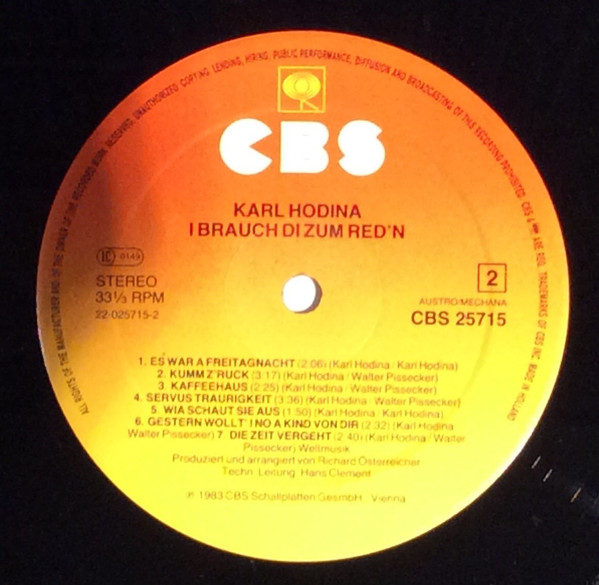 UNAUTHORIZED COPYING, LENDING, HIRING, PUBLIC PERFORMANCE, DIFFUSION AND BROADCASTING OF THIS RECORDING PROHIBITED. CBS & ARE REG. TRADEMARKS OF CBS INC. MADE IN HOLLAND
ALL RIGHTS OF THE MANUFACTURER AND OF THE OWNER OF THE RECORDED WORK RESERVED.
CBS
KARL HODINA
I BRAUCH DI ZUM RED'N
0149
STEREO
33⅓ RPM
22-025715-2
2
AUSTRO/MECHANA
CBS 25715
1. ES WAR A FREITAGNACHT (2:06) (Karl Hodina / Karl Hodina)
2. KUMM Z'RUCK (3:17) (Karl Hodina / Walter Pissecker)
3. KAFFEEHAUS (2:25) (Karl Hodina / Walter Pissecker)
4. SERVUS TRAURIGKEIT (3:36) (Karl Hodina / Walter Pissecker)
5. WIA SCHAUT SIE AUS (1:50) (Karl Hodina / Karl Hodina)
6. GESTERN WOLLT' I NO A KIND VON DIR (2:32) (Karl Hodina
Walter Pissecker) 7. DIE ZEIT VERGEHT (2:40) (Karl Hodina / Walter
Pissecker) Weltmusik
Produziert und arrangiert von Richard Österreicher
Techn. Leitung: Hans Clement
℗ 1983 CBS Schallplatten GesmbH., Vienna